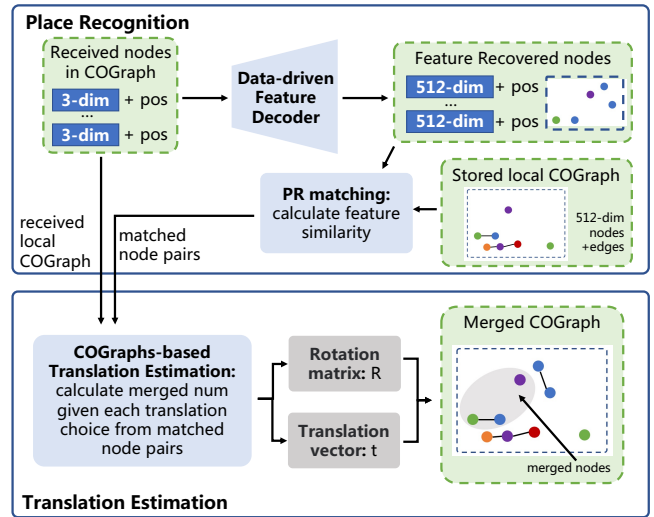 Place Recognition
Received nodes
in COGraph
3-dim + pos
...
3-dim + pos
Data-driven
Feature
Decoder
Feature Recovered nodes
512-dim + pos
...
512-dim + pos
PR matching:
calculate feature
similarity
Stored local COGraph
512-dim
nodes
+edges
received
local
COGraph
matched
node pairs
COGraphs-based
Translation Estimation:
calculate merged num
given each translation
choice from matched
node pairs
Rotation
matrix: R
Translation
vector: t
Merged COGraph
merged nodes
Translation Estimation